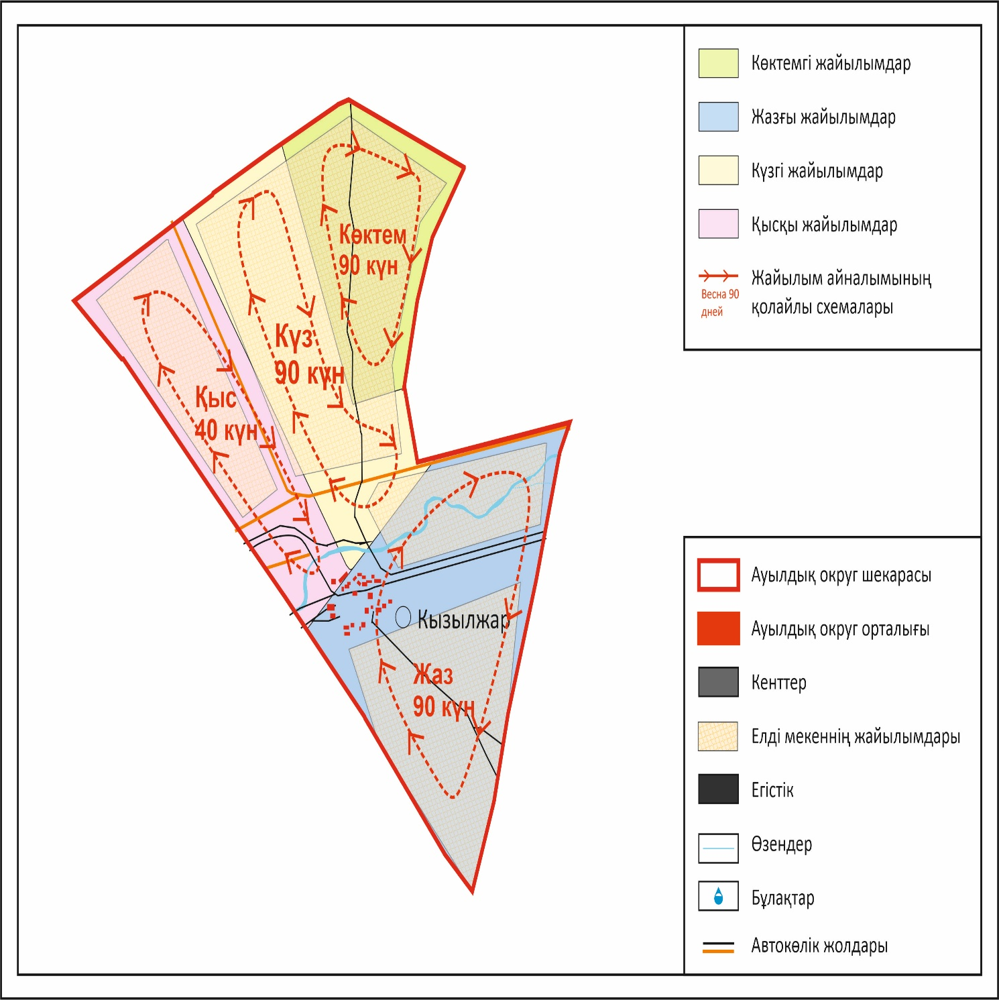 Көктемгі жайылымдар
Жазғы жайылымдар
Күзгі жайылымдар
Қысқы жайылымдар
Жайылым айналымының
қолайлы схемалары
Весна 90
дней
Көктем
90 күн
Күз
90 күн
Қыс
40 күн
Кызылжар
Жаз
90 күн
Ауылдық округ шекарасы
Ауылдық округ орталығы
Кенттер
Елді мекеннің жайылымдары
Егістік
Өзендер
Бұлақтар
Автокөлік жолдары